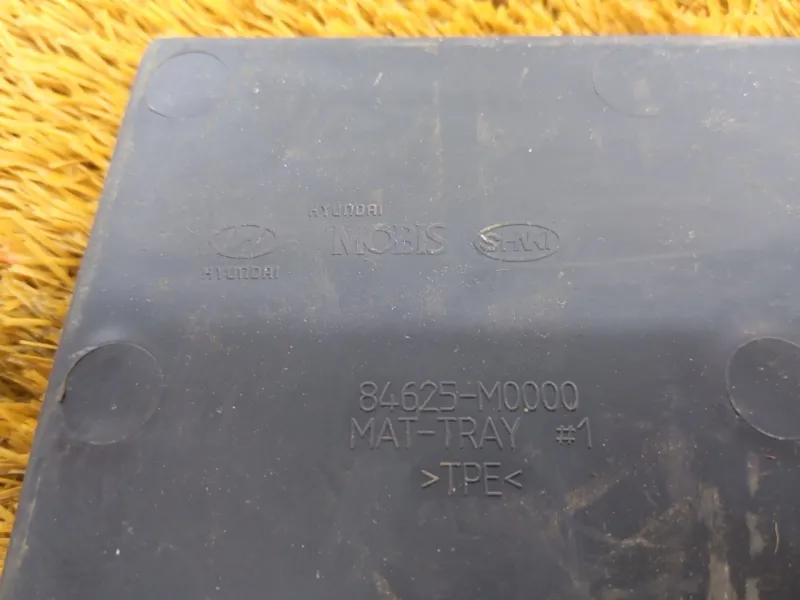 HYUNDAI
MOBIS
HYUNDAI
84625-M0000
MAT-TRAY #1
>TPE<